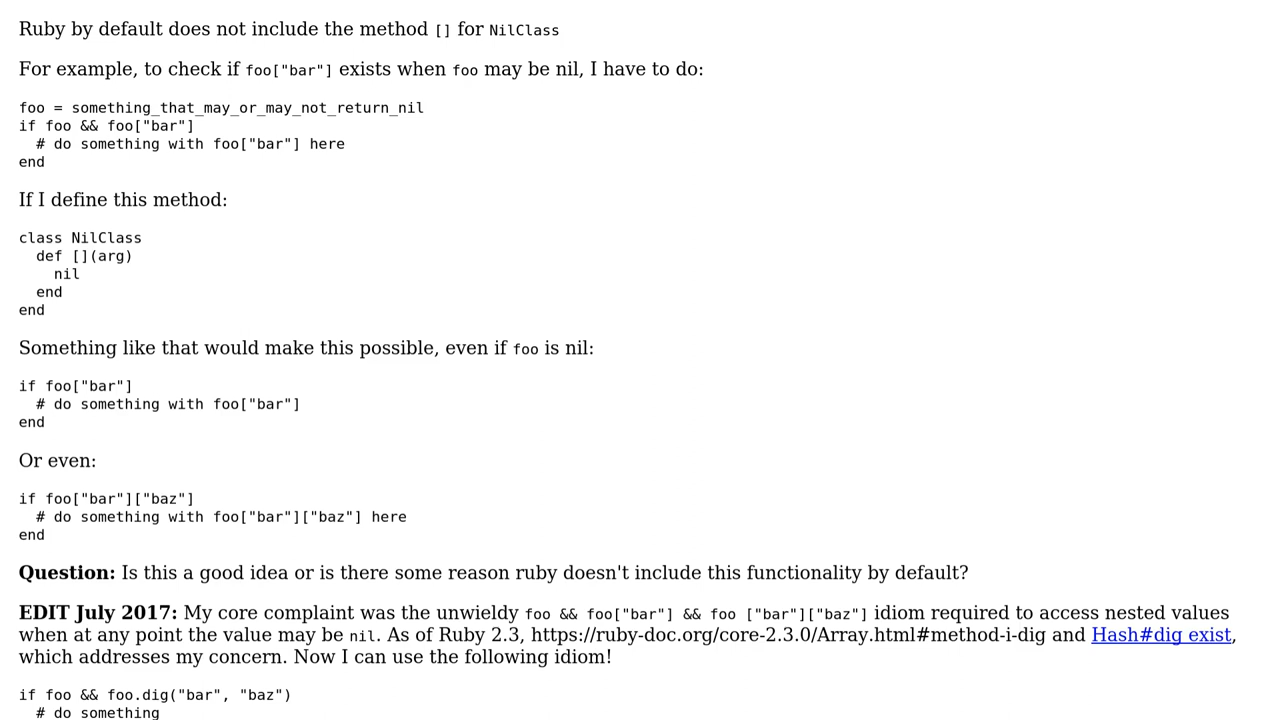 Ruby by default does not include the method [] for NilClass
For example, to check if foo["bar"] exists when foo may be nil, I have to do:
foo = something_that_may_or_may_not_return_nil
if foo && foo["bar"]
  # do something with foo["bar"] here
end
If I define this method:
class NilClass
  def [](arg)
    nil
  end
end
Something like that would make this possible, even if foo is nil:
if foo["bar"]
  # do something with foo["bar"]
end
Or even:
if foo["bar"]["baz"]
  # do something with foo["bar"]["baz"] here
end
Question: Is this a good idea or is there some reason ruby doesn't include this functionality by default?
EDIT July 2017: My core complaint was the unwieldy foo && foo["bar"] && foo ["bar"]["baz"] idiom required to access nested values
when at any point the value may be nil. As of Ruby 2.3, https://ruby-doc.org/core-2.3.0/Array.html#method-i-dig and Hash#dig exist,
which addresses my concern. Now I can use the following idiom!
if foo && foo.dig("bar", "baz")
  # do something